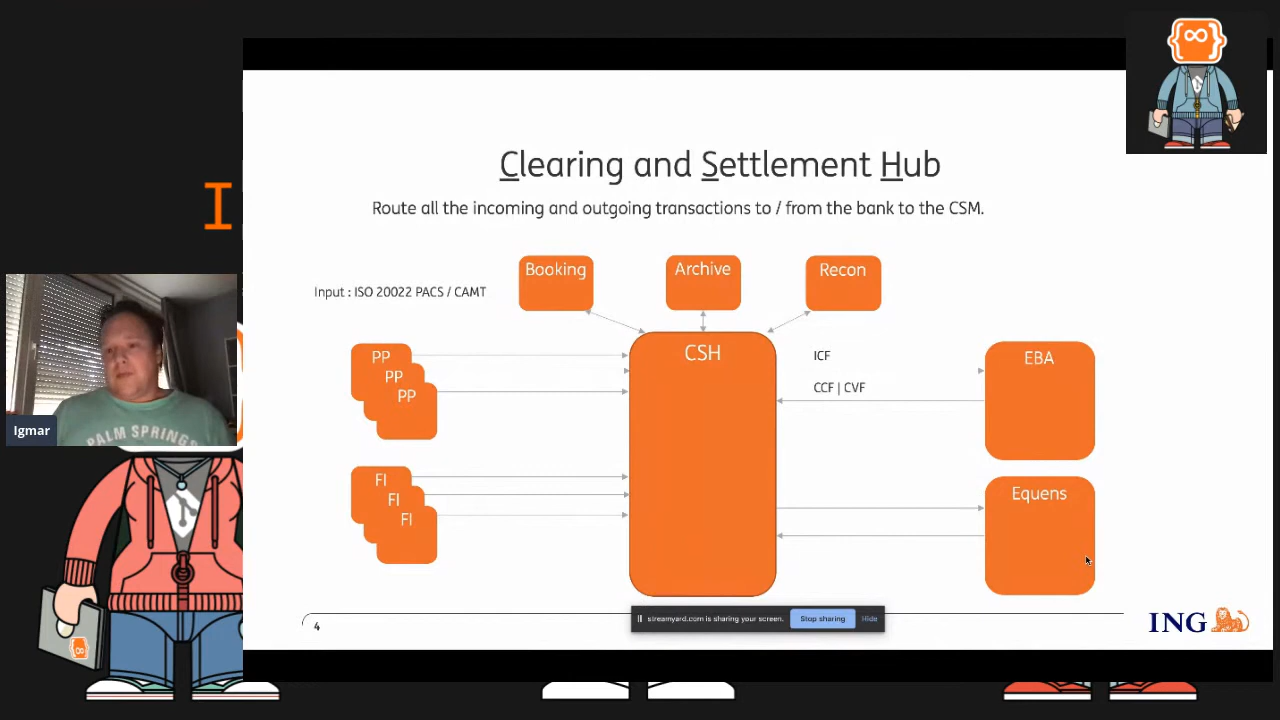 Clearing and Settlement Hub
Route all the incoming and outgoing transactions to / from the bank to the CSM.
I
Booking
Archive
Recon
Input : ISO 20022 PACS / CAMT
CSH
PP
PP
PP
ICF
CCF | CVF
EBA
Igmar
PALM SPRINGS
FI
FI
FI
Equens
streamyard.com is sharing your screen.
Stop sharing
Hide
4
ING